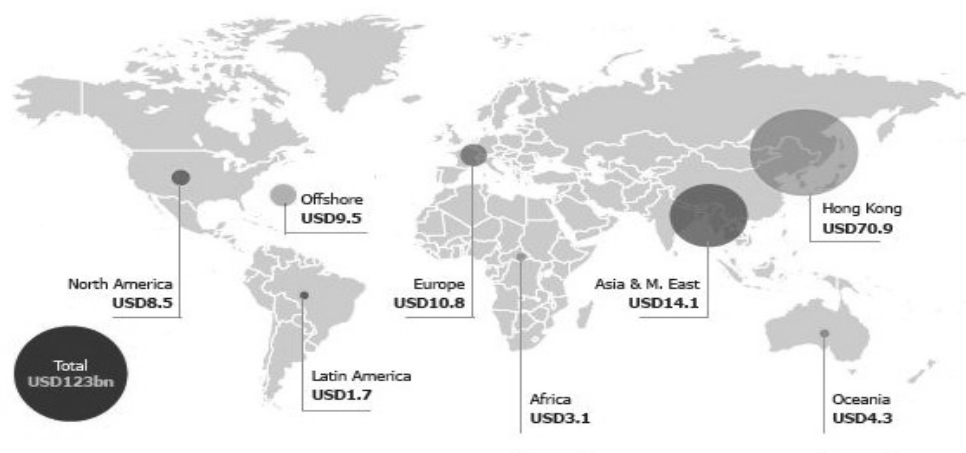 Offshore
USD9.5
Hong Kong
USD70.9
North America
USD8.5
Europe
USD10.8
Asia & M. East
USD14.1
Total
USD123bn
Latin America
USD1.7
Africa
USD3.1
Oceania
USD4.3